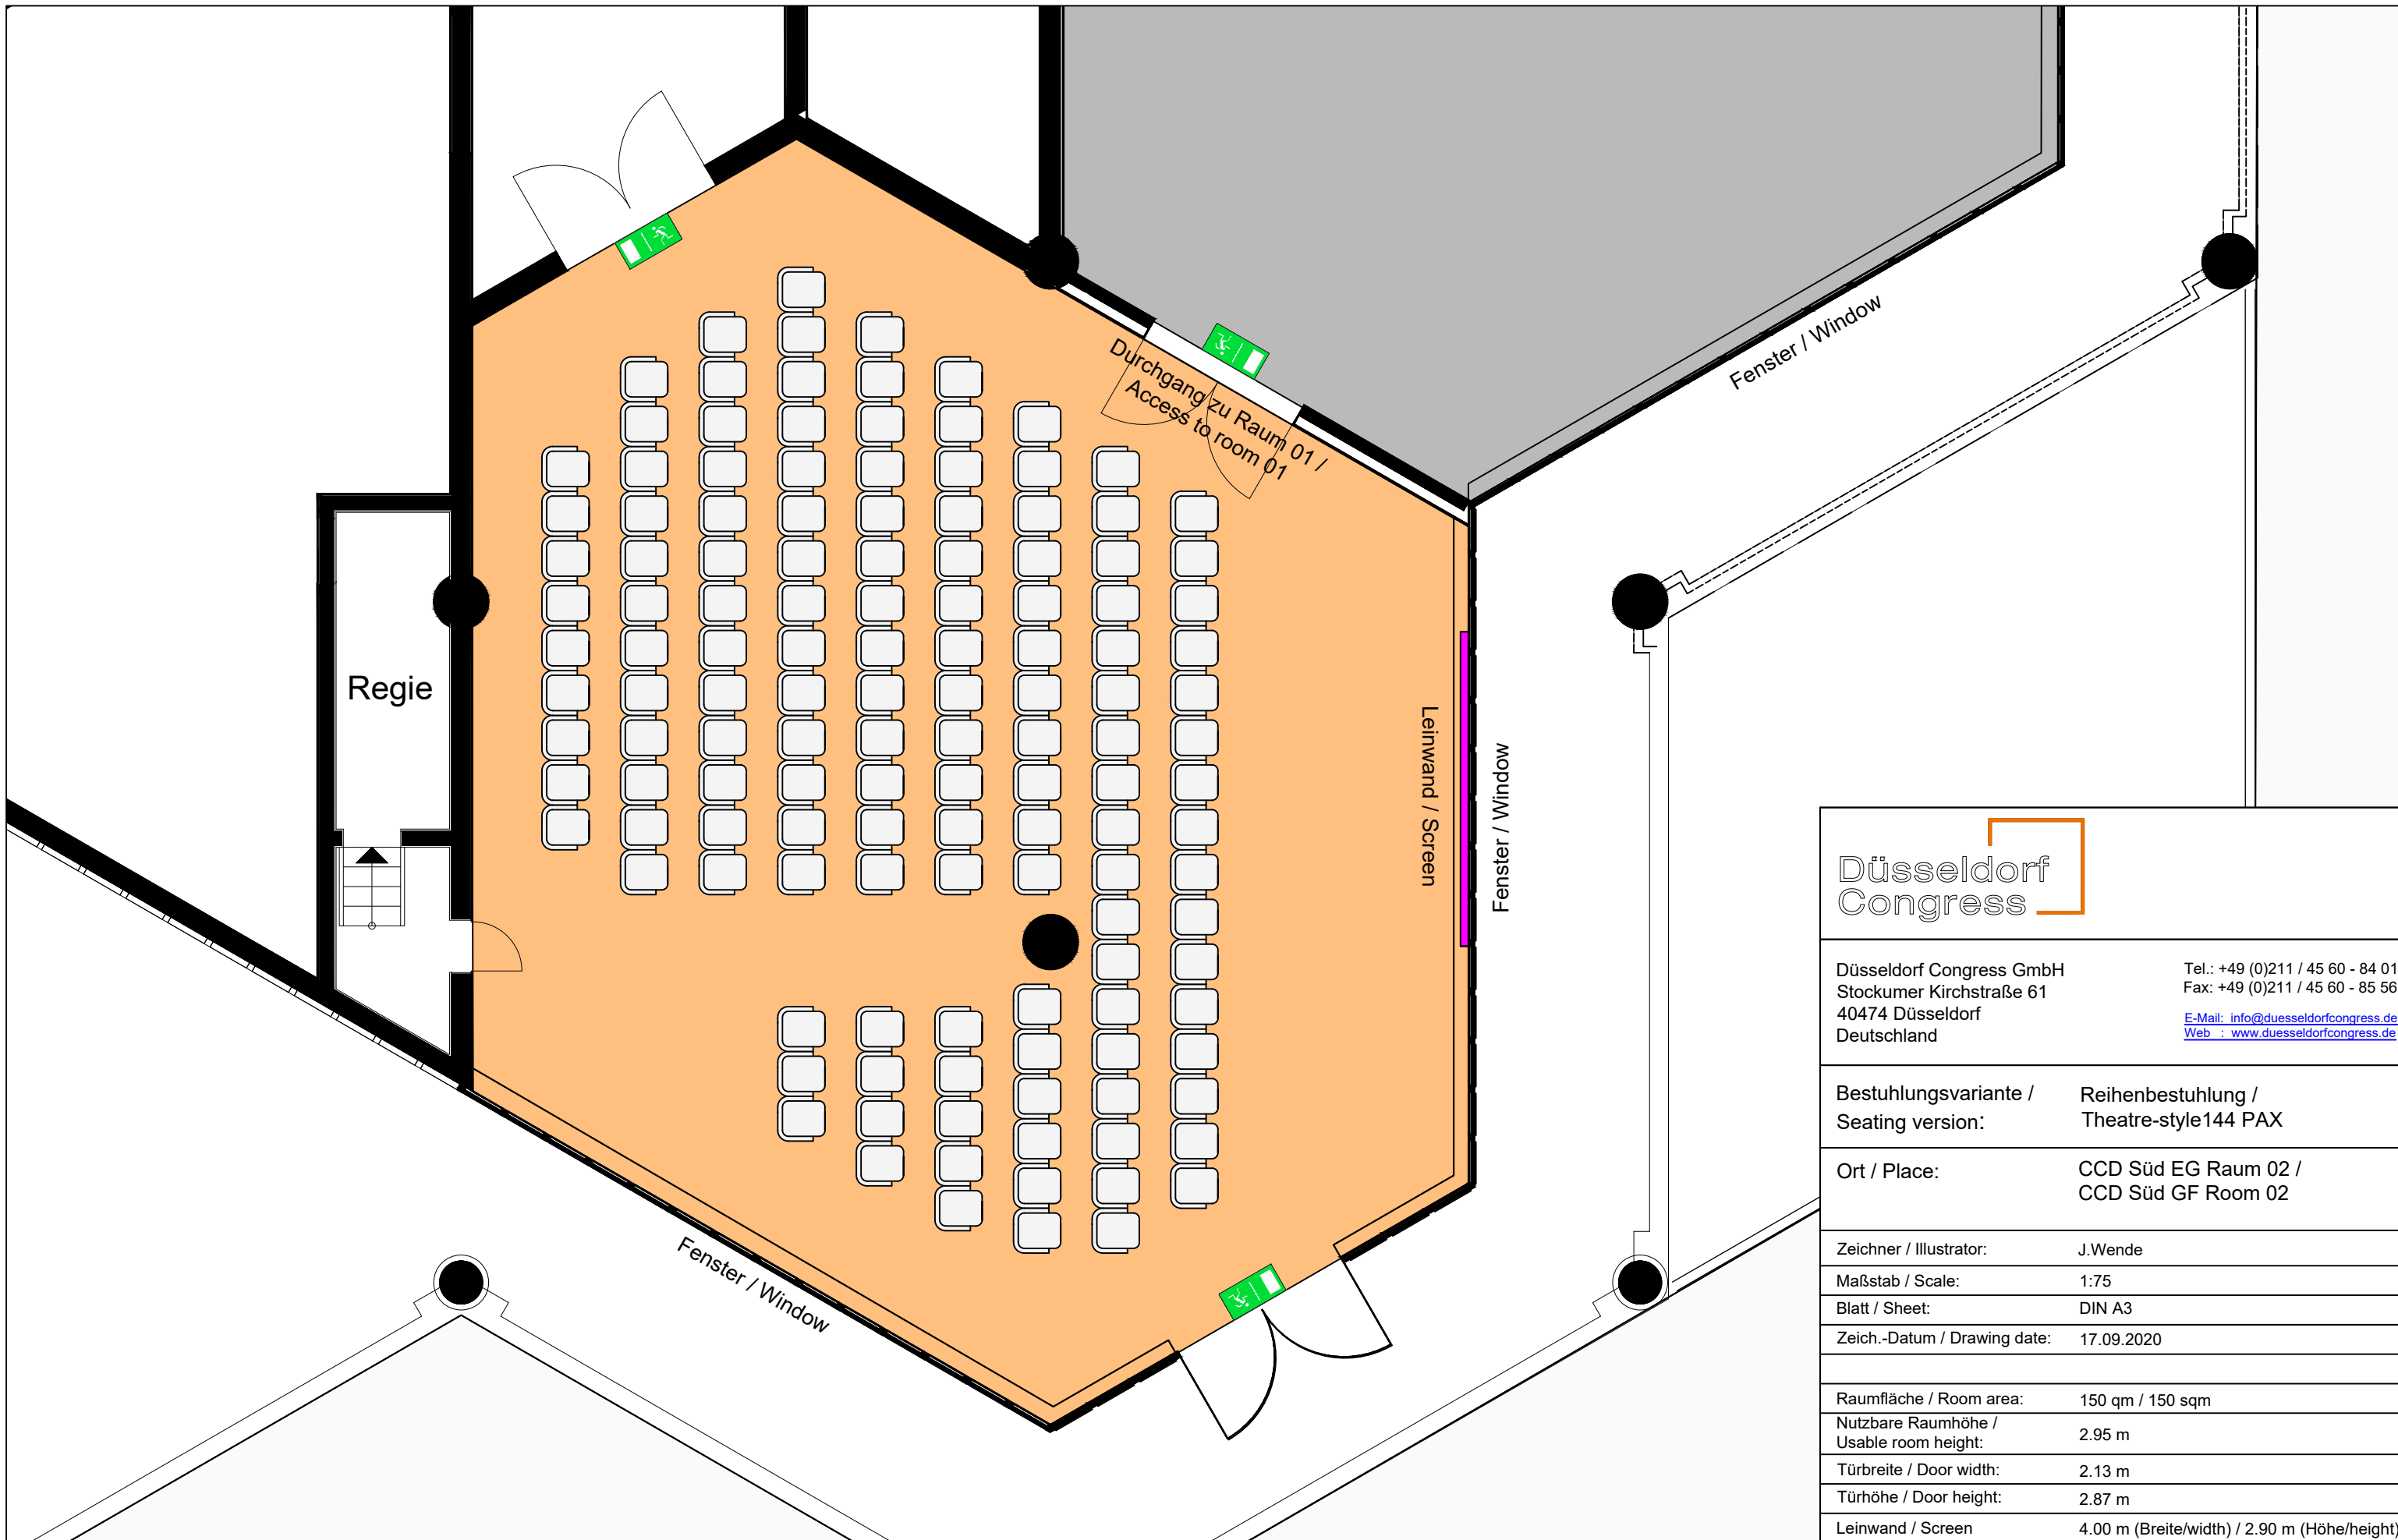 Durchgang zu Raum 01 /
Access to room 01
Fenster / Window
Regie
Leinwand / Screen
Fenster / Window
Fenster / Window
Düsseldorf
Congress
Düsseldorf Congress GmbH
Stockumer Kirchstraße 61
40474 Düsseldorf
Deutschland
Tel.: +49 (0)211 / 45 60 - 84 01
Fax: +49 (0)211 / 45 60 - 85 56
E-Mail: info@duesseldorfcongress.de
Web : www.duesseldorfcongress.de
Bestuhlungsvariante / Reihenbestuhlung /
Seating version: Theatre-style144 PAX
Ort / Place: CCD Süd EG Raum 02 /
CCD Süd GF Room 02
Zeichner / Illustrator: J.Wende
Maßstab / Scale: 1:75
Blatt / Sheet: DIN A3
Zeich.-Datum / Drawing date: 17.09.2020
Raumfläche / Room area: 150 qm / 150 sqm
Nutzbare Raumhöhe /
Usable room height: 2.95 m
Türbreite / Door width: 2.13 m
Türhöhe / Door height: 2.87 m
Leinwand / Screen 4.00 m (Breite/width) / 2.90 m (Höhe/height)